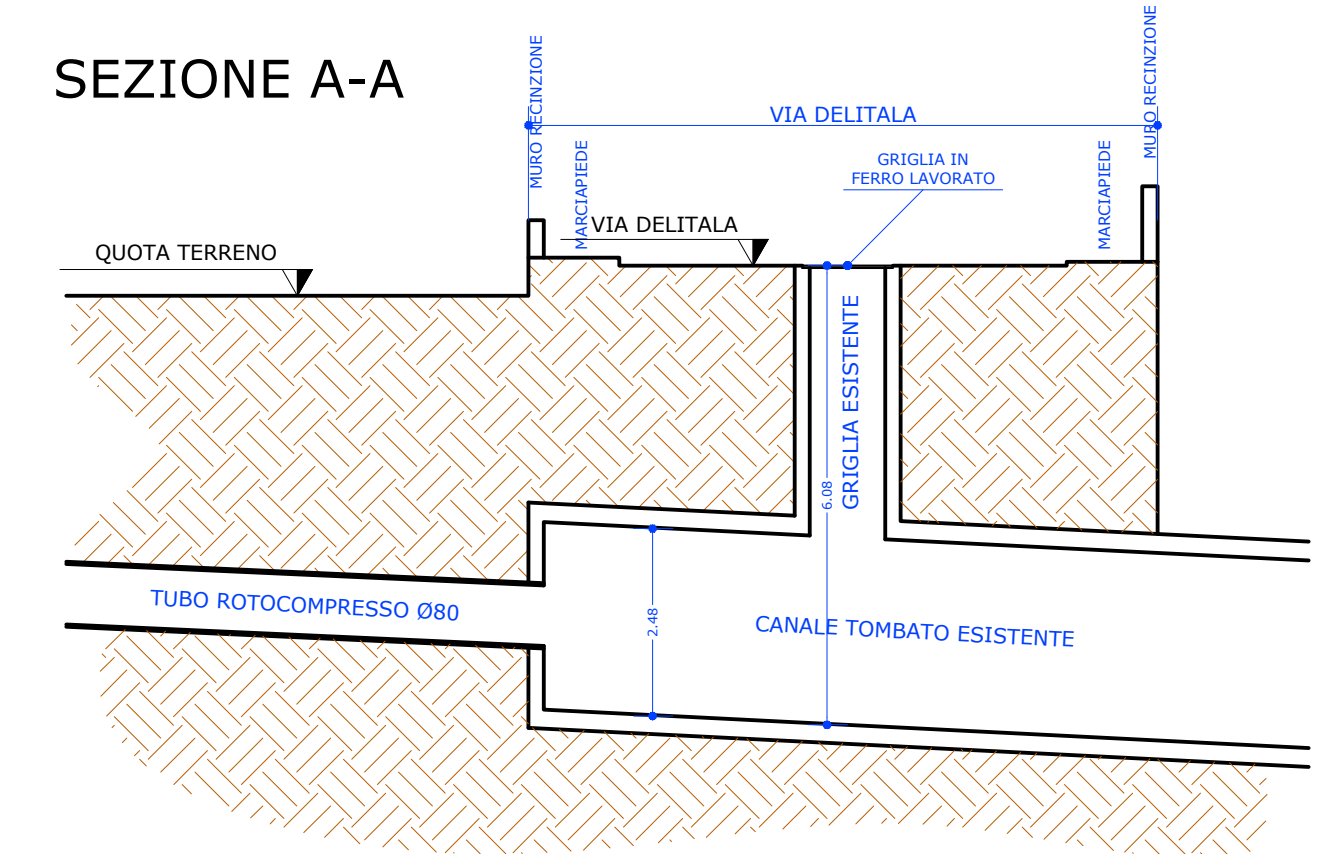 SEZIONE A-A
MURO RECINZIONE
MARCIAPIEDE
VIA DELITALA
MURO RECINZIONE
MARCIAPIEDE
GRIGLIA IN
FERRO LAVORATO
VIA DELITALA
QUOTA TERRENO
GRIGLIA ESISTENTE
6.08
2.48
TUBO ROTOCOMPRESSO Ø80
CANALE TOMBATO ESISTENTE